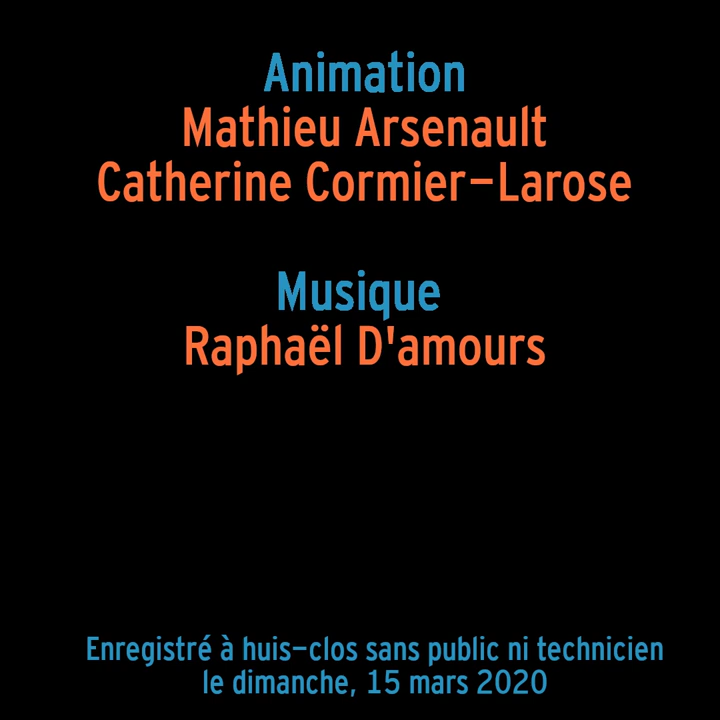 Animation
Mathieu Arsenault
Catherine Cormier-Larose
Musique
Raphaël D'amours
Enregistré à huis-clos sans public ni technicien
le dimanche, 15 mars 2020